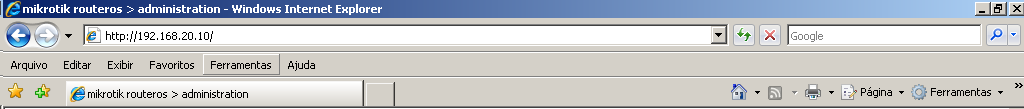 mikrotik routeros > administration - Windows Internet Explorer
http://192.168.20.10/
Google
Arquivo Editar Exibir Favoritos Ferramentas Ajuda
mikrotik routeros > administration
Página Ferramentas